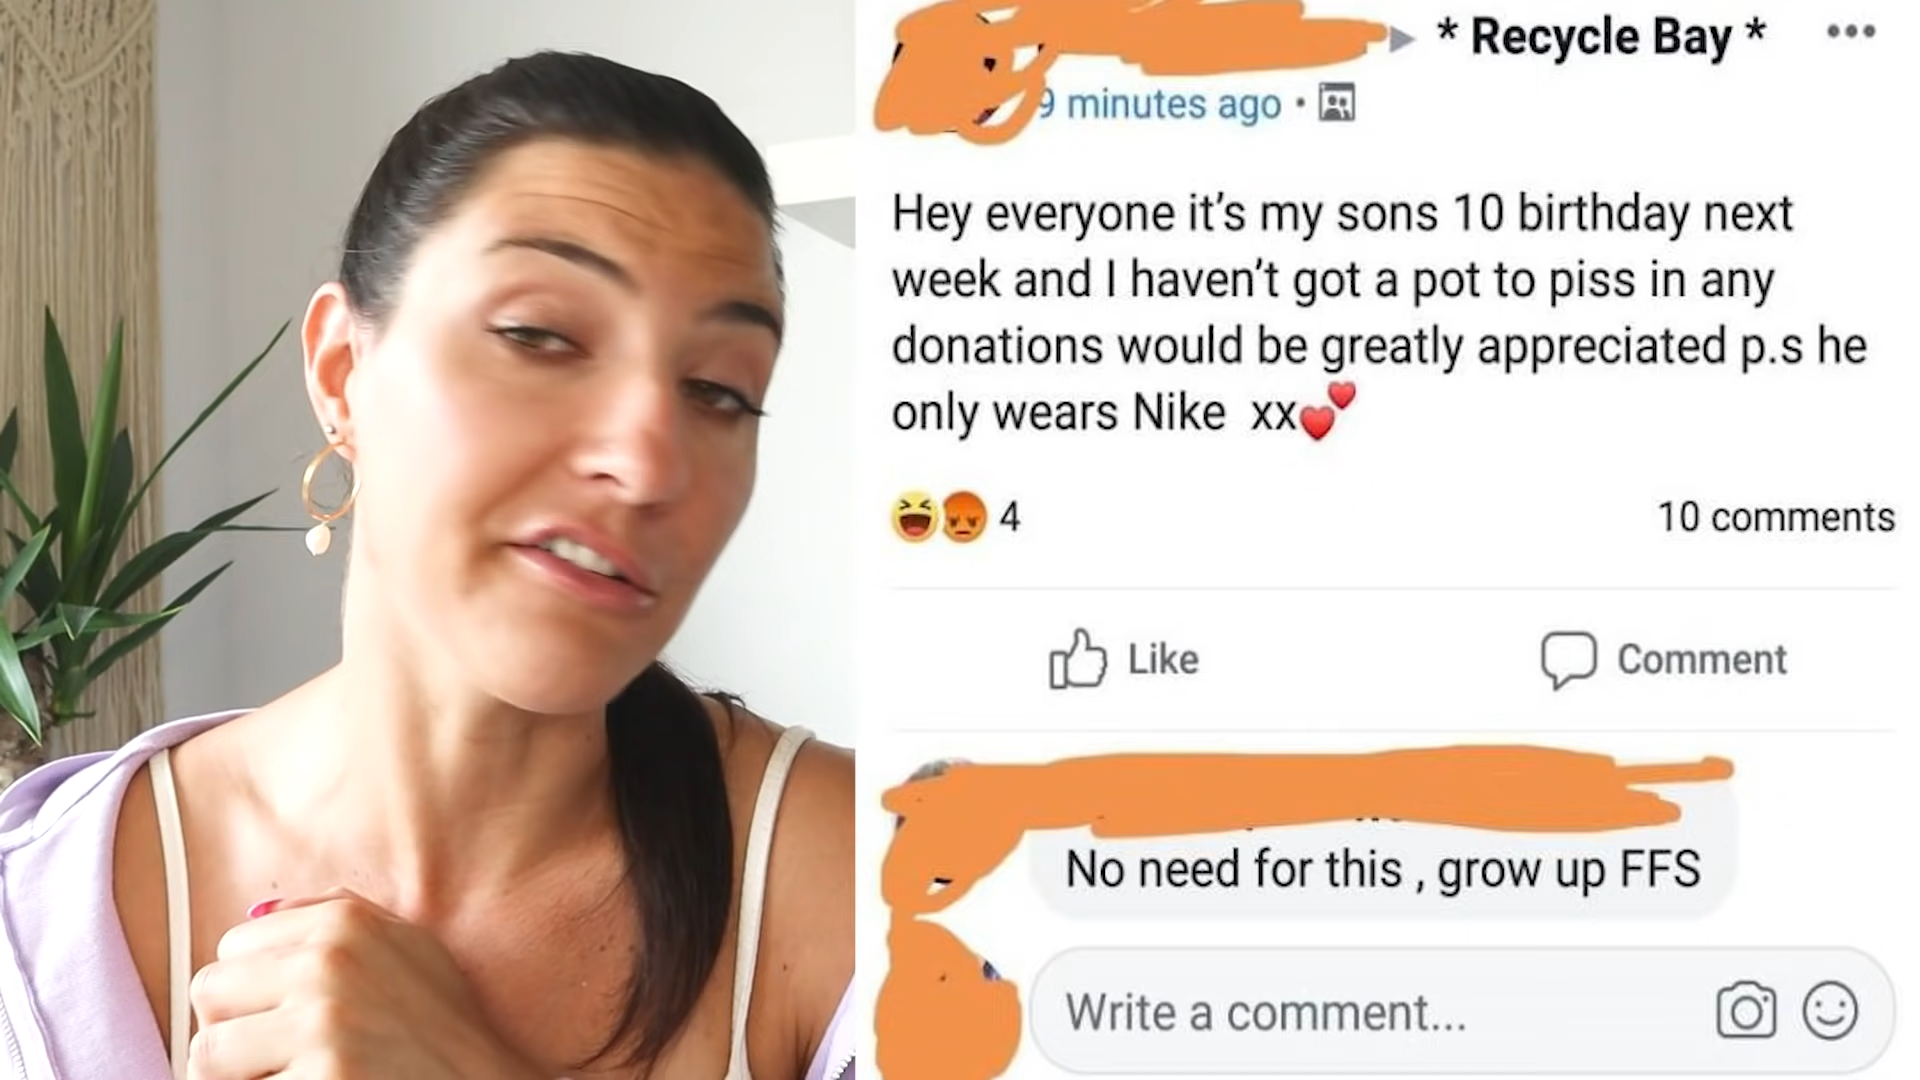 * Recycle Bay *
9 minutes ago
Hey everyone it's my sons 10 birthday next
week and I haven't got a pot to piss in any
donations would be greatly appreciated p.s he
only wears Nike xx💕
4
10 comments
Like
Comment
No need for this , grow up FFS
Write a comment...